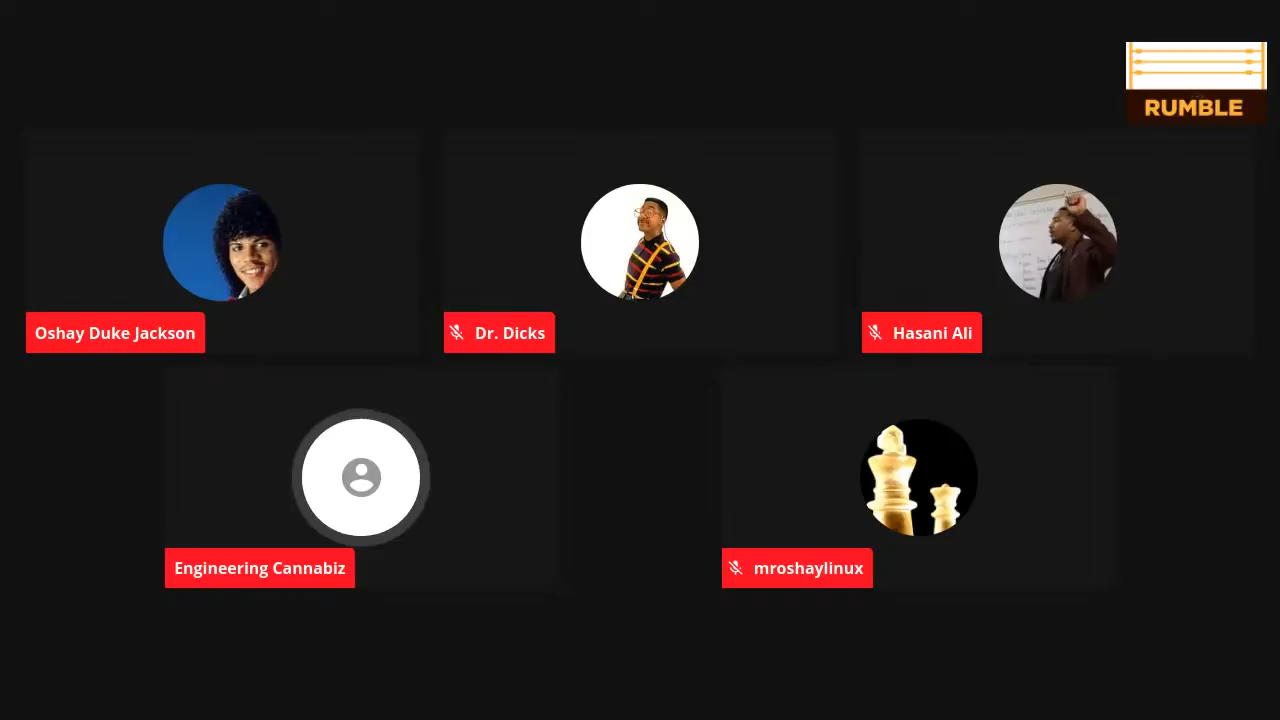 RUMBLE
Oshay Duke Jackson
Dr. Dicks
Hasani Ali
Engineering Cannabiz
mroshaylinux